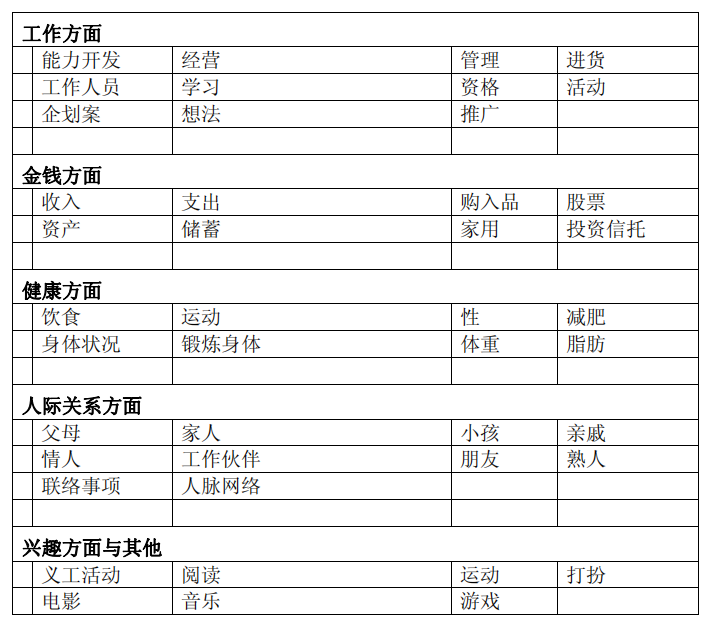 工作方面
能力开发 经营 管理 进货
工作人员 学习 资格 活动
企划案 想法 推广
金钱方面
收入 支出 购入品 股票
资产 储蓄 家用 投资信托
健康方面
饮食 运动 性 减肥
身体状况 锻炼身体 体重 脂肪
人际关系方面
父母 家人 小孩 亲戚
情人 工作伙伴 朋友 熟人
联络事项 人脉网络
兴趣方面与其他
义工活动 阅读 运动 打扮
电影 音乐 游戏